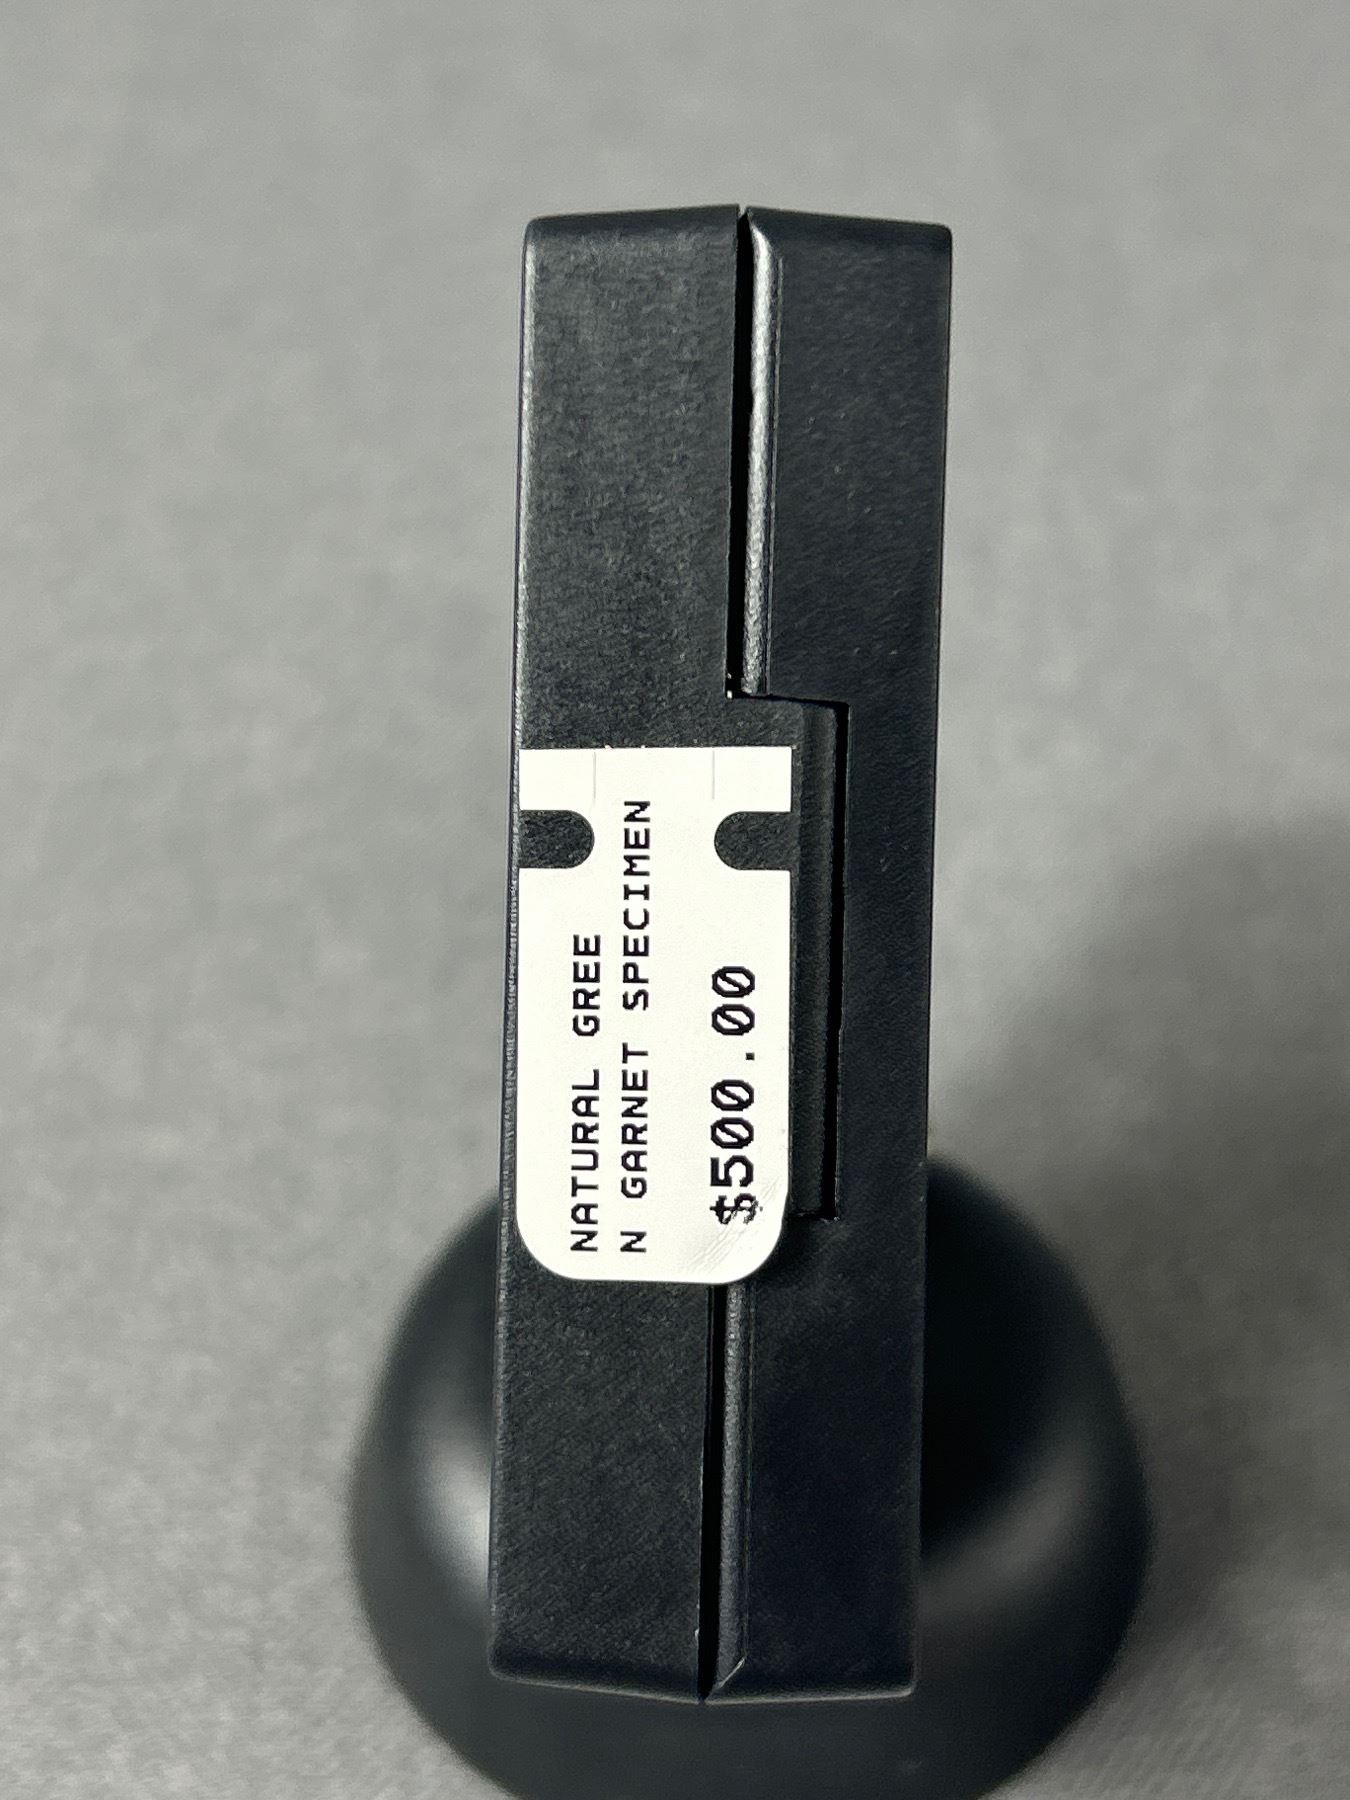 NATURAL GREE
N GARNET SPECIMEN
$500.00